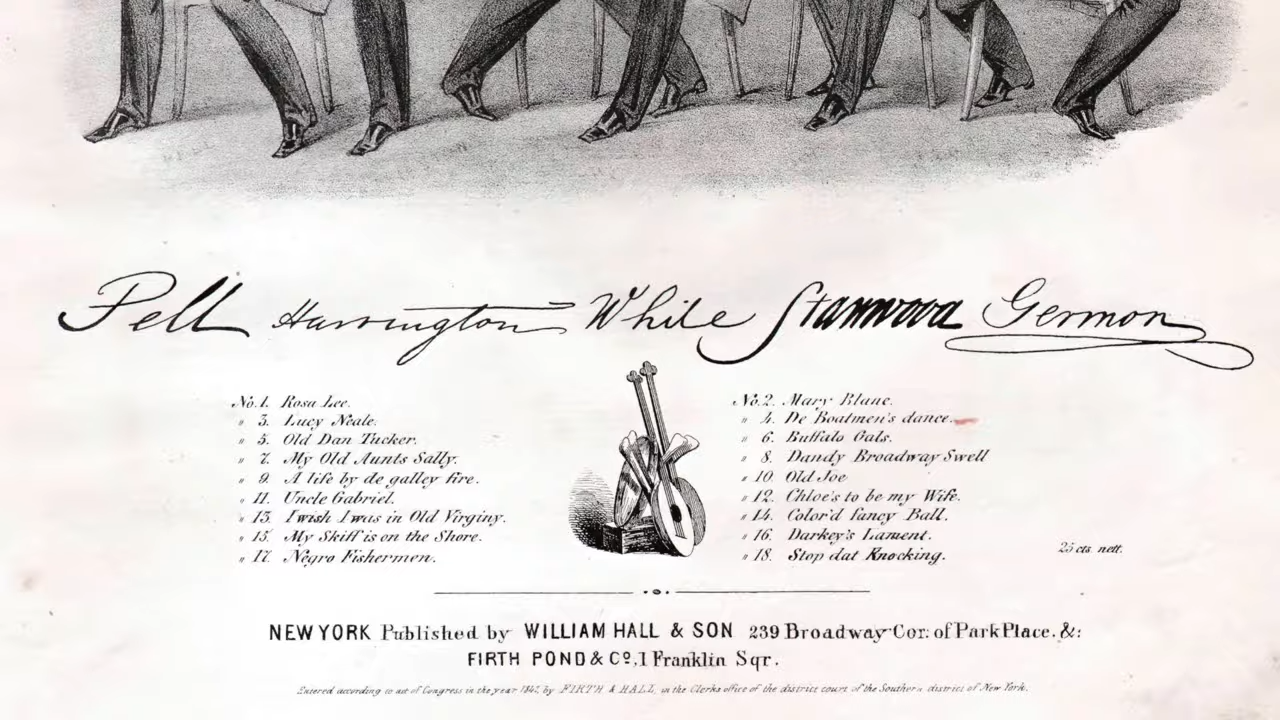 Pell Harrington White Stanwood Germon
No. 1. Rosa Lee.
" 3. Lucy Neale.
" 5. Old Dan Tucker.
" 7. My Old Aunts Sally.
" 9. A life by de galley fire.
" 11. Uncle Gabriel.
" 13. I wish I was in Old Virginy.
" 15. My Skiff is on the Shore.
" 17. Negro Fishermen.
No. 2. Mary Blane.
" 4. De Boatmen's dance.
" 6. Buffalo Gals.
" 8. Dandy Broadway Swell
" 10. Old Joe
" 12. Chloe's to be my Wife.
" 14. Color'd fancy Ball.
" 16. Darkey's Lament.
" 18. Stop dat Knocking.
25 cts. nett.
NEW YORK Published by WILLIAM HALL & SON 239 Broadway Cor: of Park Place. &:
FIRTH POND & Co, 1 Franklin Sqr.
Entered according to act of Congress in the year 1847, by FIRTH & HALL, in the Clerks office of the district court of the Southern district of New York.